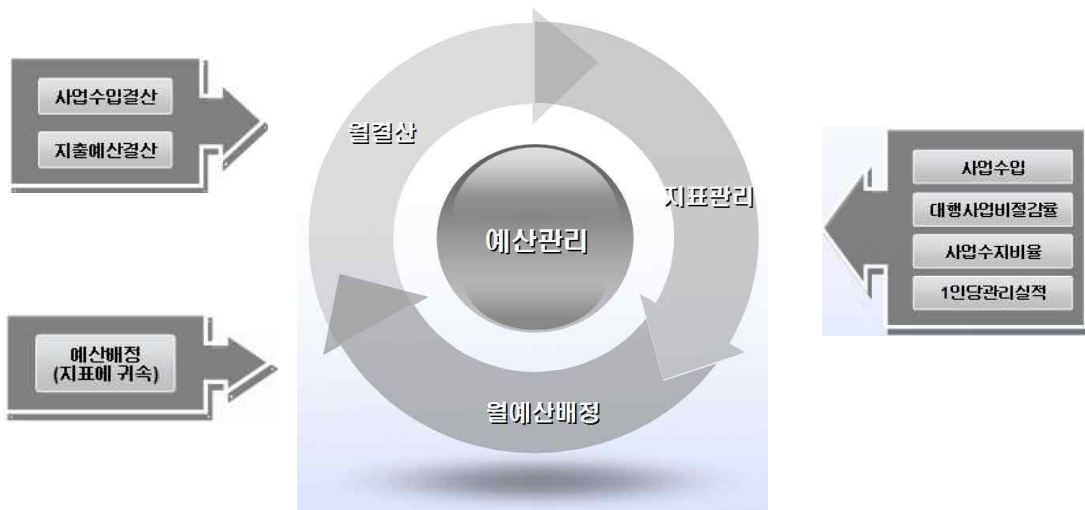 사업수입결산
지출예산결산
예산배정
(지표에 귀속)
월결산
지표관리
예산관리
월예산배정
사업수입
대행사업비절감률
사업수지비율
1인당관리실적